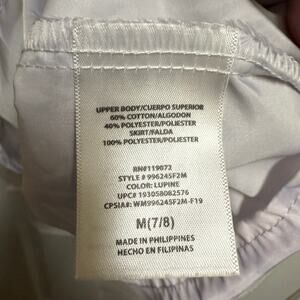 UPPER BODY/CUERPO SUPERIOR
60% COTTON/ALGODON
40% POLYESTER/POLIESTER
SKIRT/FALDA
100% POLYESTER/POLIESTER
RN#119072
STYLE # 996245F2M
COLOR: LUPINE
UPC# 193058082576
CPSIA#: WM996245F2M-F19
M(7/8)
MADE IN PHILIPPINES
HECHO EN FILIPINAS